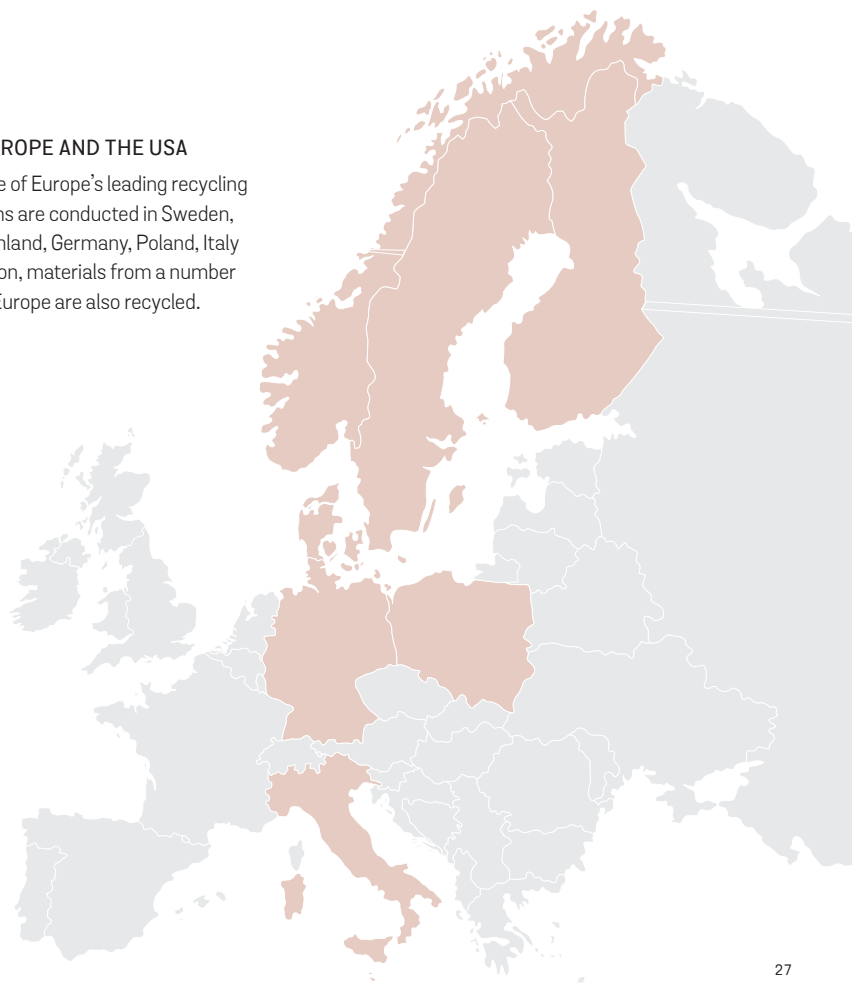 ROPE AND THE USA
e of Europe’s leading recycling
ns are conducted in Sweden,
nland, Germany, Poland, Italy
on, materials from a number
Europe are also recycled.
27